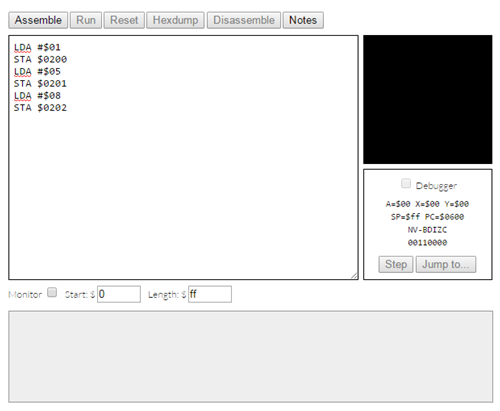 Assemble Run Reset Hexdump Disassemble Notes
LDA #$01
STA $0200
LDA #$05
STA $0201
LDA #$08
STA $0202
Debugger
A=$00 X=$00 Y=$00
SP=$ff PC=$0600
NV-BDIZC
00110000
Step Jump to...
Monitor Start: $ 0 Length: $ ff